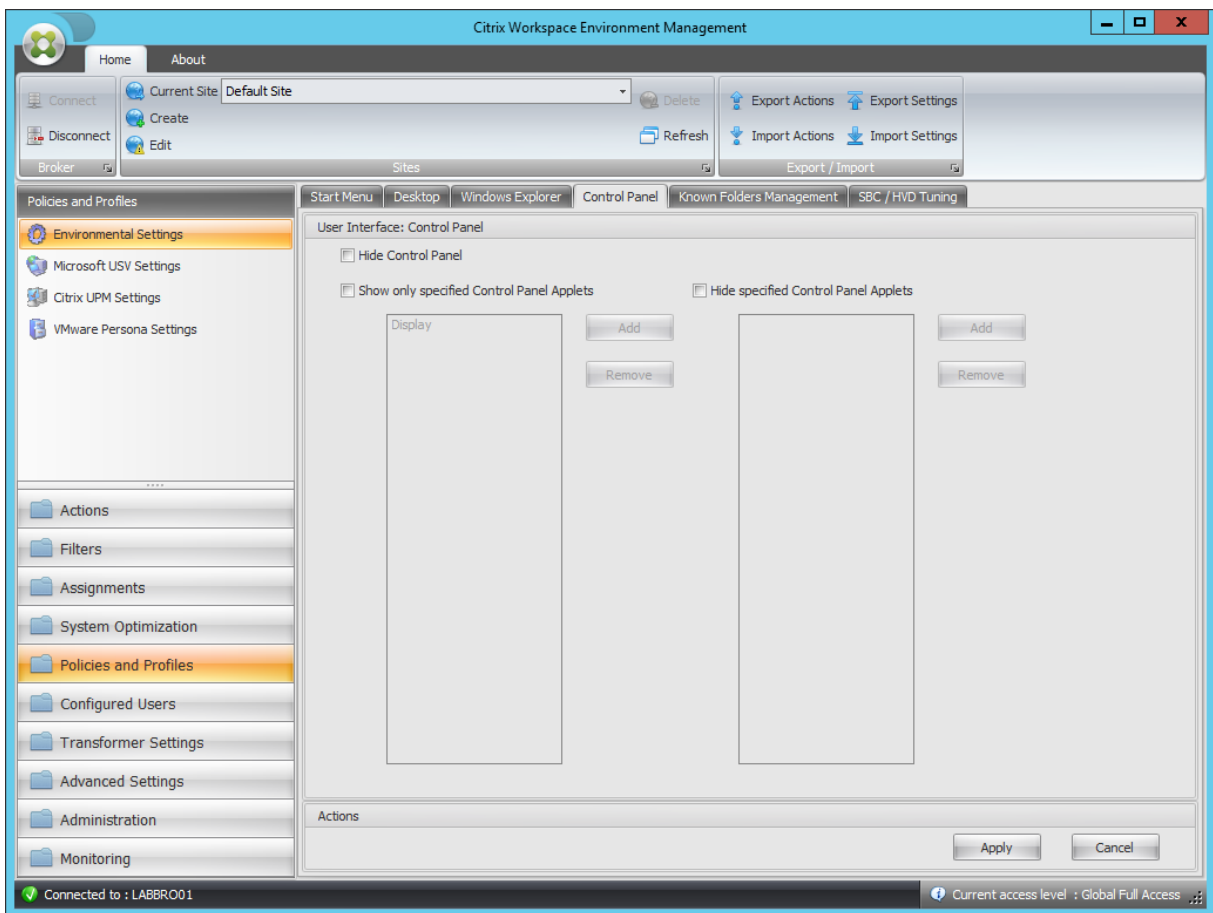 Citrix Workspace Environment Management
Home About
Connect
Disconnect
Broker
Current Site Default Site
Create
Edit
Delete
Refresh
Sites
Export Actions Export Settings
Import Actions Import Settings
Export / Import
Policies and Profiles
Environmental Settings
Microsoft USV Settings
Citrix UPM Settings
VMware Persona Settings
Actions
Filters
Assignments
System Optimization
Policies and Profiles
Configured Users
Transformer Settings
Advanced Settings
Administration
Monitoring
Start Menu Desktop Windows Explorer Control Panel Known Folders Management SBC / HVD Tuning
User Interface: Control Panel
Hide Control Panel
Show only specified Control Panel Applets
Display
Add
Remove
Hide specified Control Panel Applets
Add
Remove
Actions
Apply Cancel
Connected to : LABBRO01
Current access level : Global Full Access